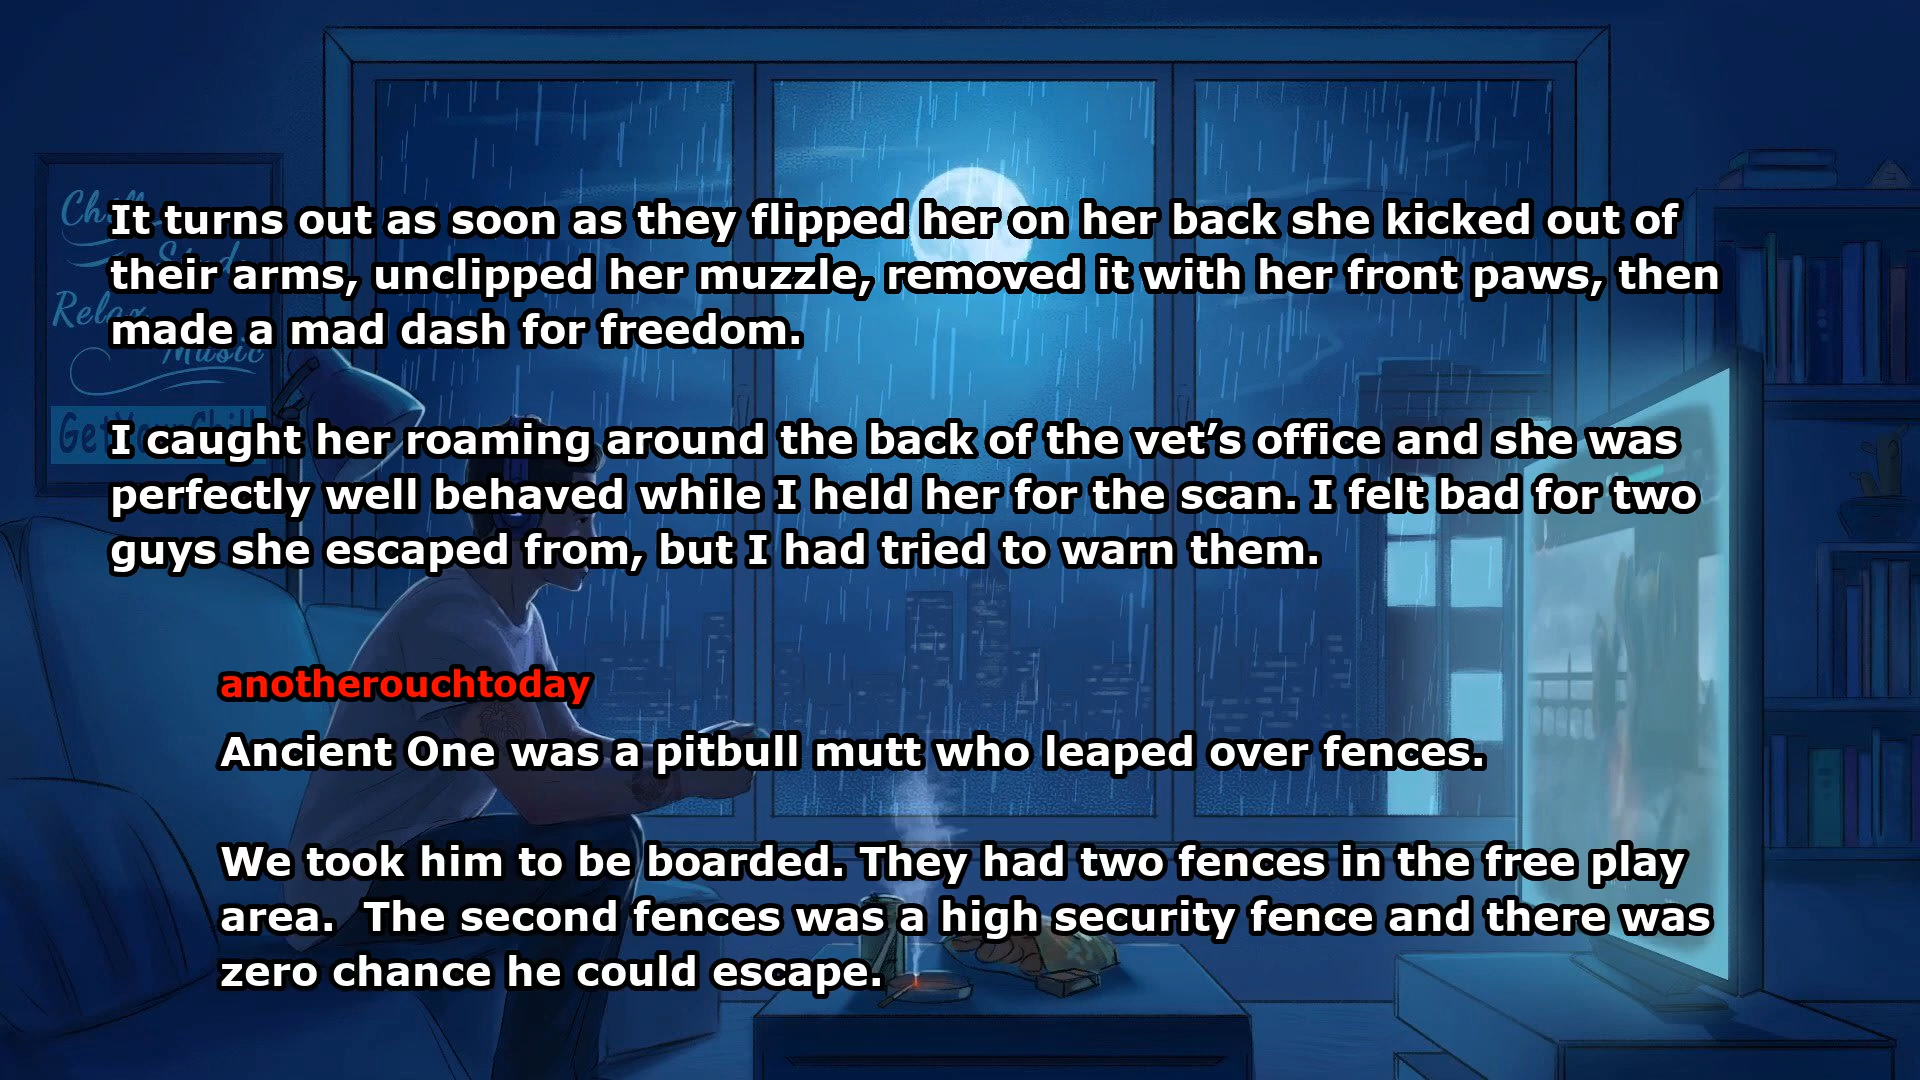 It turns out as soon as they flipped her on her back she kicked out of
their arms, unclipped her muzzle, removed it with her front paws, then
made a mad dash for freedom.
I caught her roaming around the back of the vet’s office and she was
perfectly well behaved while I held her for the scan. I felt bad for two
guys she escaped from, but I had tried to warn them.
anotherouchtoday
Ancient One was a pitbull mutt who leaped over fences.
We took him to be boarded. They had two fences in the free play
area.  The second fences was a high security fence and there was
zero chance he could escape.
Relax
Music